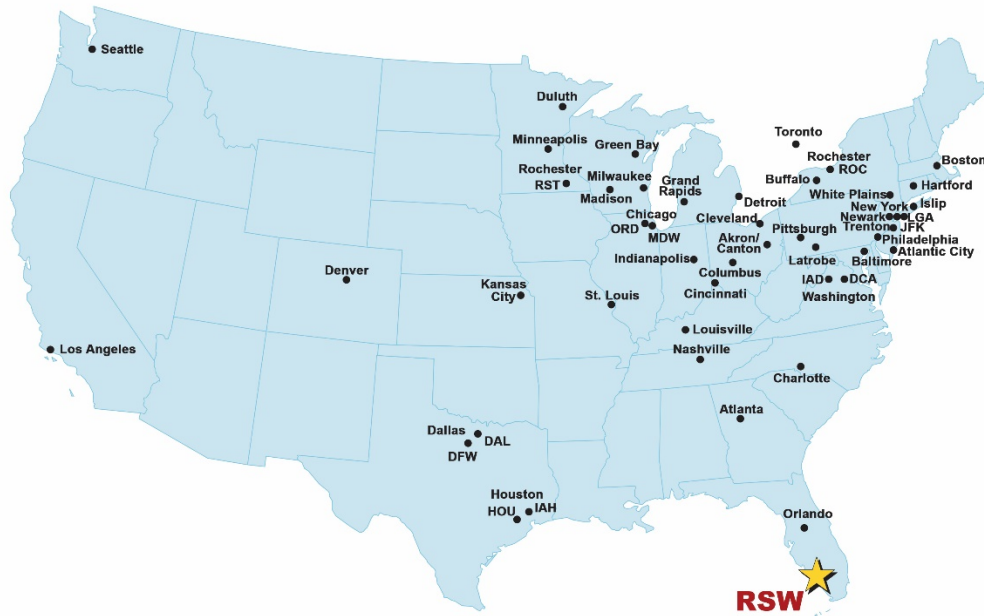 Seattle
Duluth
Minneapolis
Green Bay
Toronto
Rochester
RST
Milwaukee
Madison
Grand
Rapids
Detroit
Rochester
ROC
Buffalo
Boston
Hartford
White Plains
Islip
New York
Newark
LGA
JFK
Trenton
Philadelphia
Atlantic City
Chicago
ORD
MDW
Cleveland
Akron/
Canton
Pittsburgh
Latrobe
Baltimore
Indianapolis
Columbus
Cincinnati
IAD
DCA
Washington
Denver
Kansas
City
St. Louis
Louisville
Nashville
Los Angeles
Charlotte
Atlanta
Dallas
DAL
DFW
Houston
HOU
IAH
Orlando
RSW